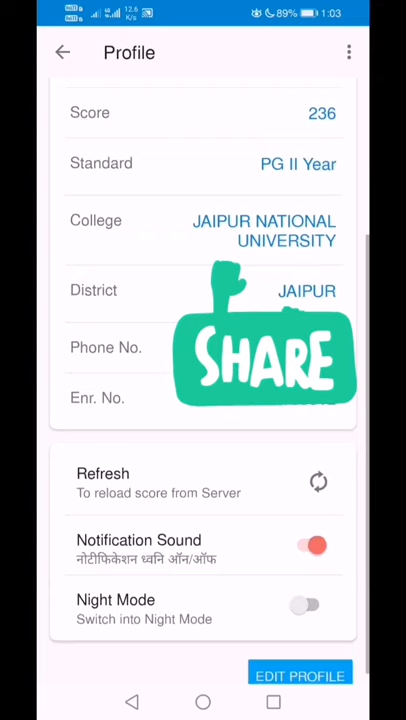 12.6
K/s
89% 1:03
Profile
Score 236
Standard PG II Year
College JAIPUR NATIONAL
UNIVERSITY
District JAIPUR
SHARE
Phone No.
Enr. No.
Refresh
To reload score from Server
Notification Sound
नोटीफिकेशन ध्वनि ऑन/ऑफ
Night Mode
Switch into Night Mode
EDIT PROFILE